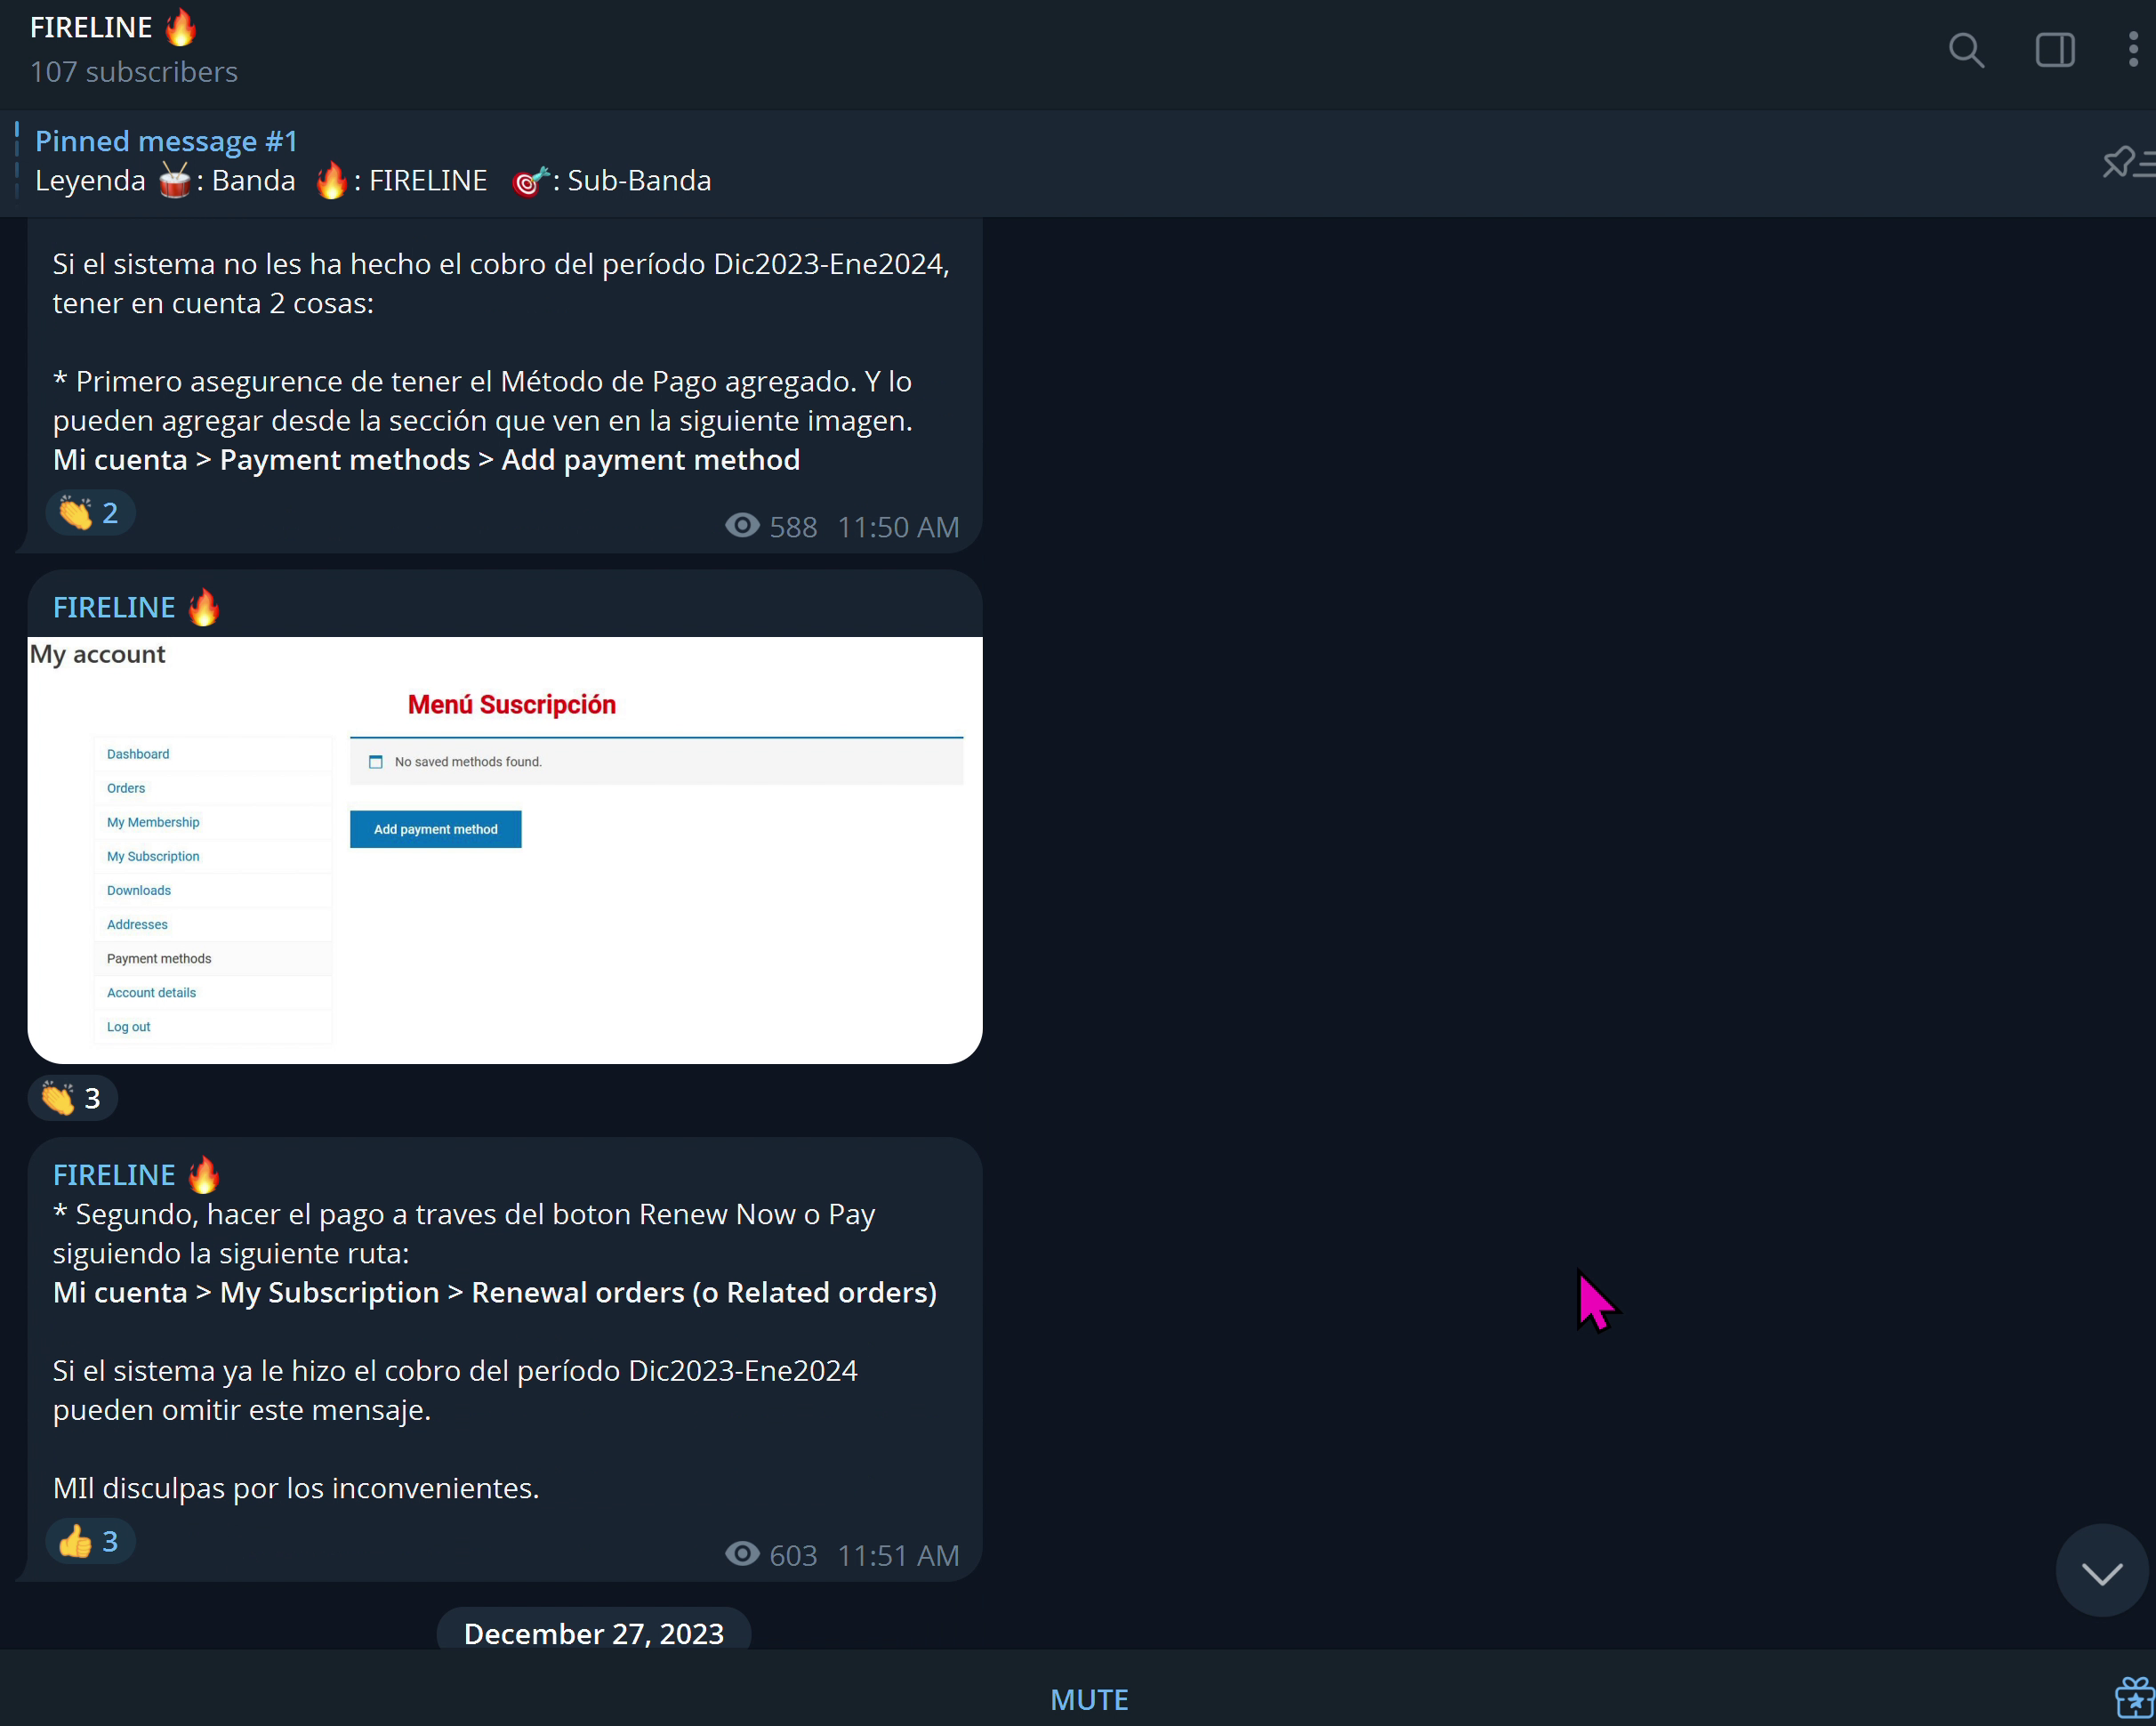 FIRELINE 🔥
107 subscribers
Pinned message #1
Leyenda 🥁: Banda 🔥: FIRELINE 🎯: Sub-Banda
Si el sistema no les ha hecho el cobro del período Dic2023-Ene2024,
tener en cuenta 2 cosas:
* Primero asegurence de tener el Método de Pago agregado. Y lo
pueden agregar desde la sección que ven en la siguiente imagen.
Mi cuenta > Payment methods > Add payment method
👏 2
588 11:50 AM
FIRELINE 🔥
My account
Menú Suscripción
Dashboard
Orders
My Membership
My Subscription
Downloads
Addresses
Payment methods
Account details
Log out
No saved methods found.
Add payment method
👏 3
FIRELINE 🔥
* Segundo, hacer el pago a traves del boton Renew Now o Pay
siguiendo la siguiente ruta:
Mi cuenta > My Subscription > Renewal orders (o Related orders)
Si el sistema ya le hizo el cobro del período Dic2023-Ene2024
pueden omitir este mensaje.
MIl disculpas por los inconvenientes.
👍 3
603 11:51 AM
December 27, 2023
MUTE